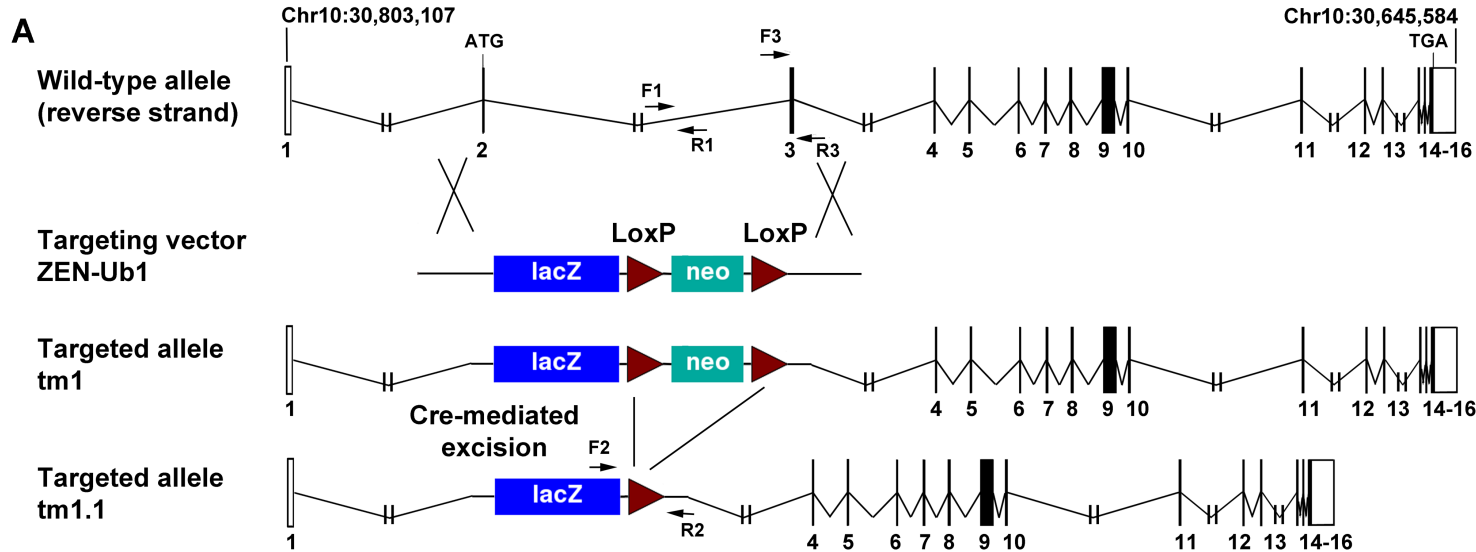 A
Chr10:30,803,107
Chr10:30,645,584
Wild-type allele
(reverse strand)
ATG
F1
F3
TGA
R1
R3
1 2 3 4 5 6 7 8 9 10 11 12 13 14-16
Targeting vector
ZEN-Ub1
LoxP LoxP
lacZ neo
Targeted allele
tm1
lacZ neo
1 4 5 6 7 8 9 10 11 12 13 14-16
Cre-mediated
excision
Targeted allele
tm1.1
F2
lacZ
R2
1 4 5 6 7 8 9 10 11 12 13 14-16